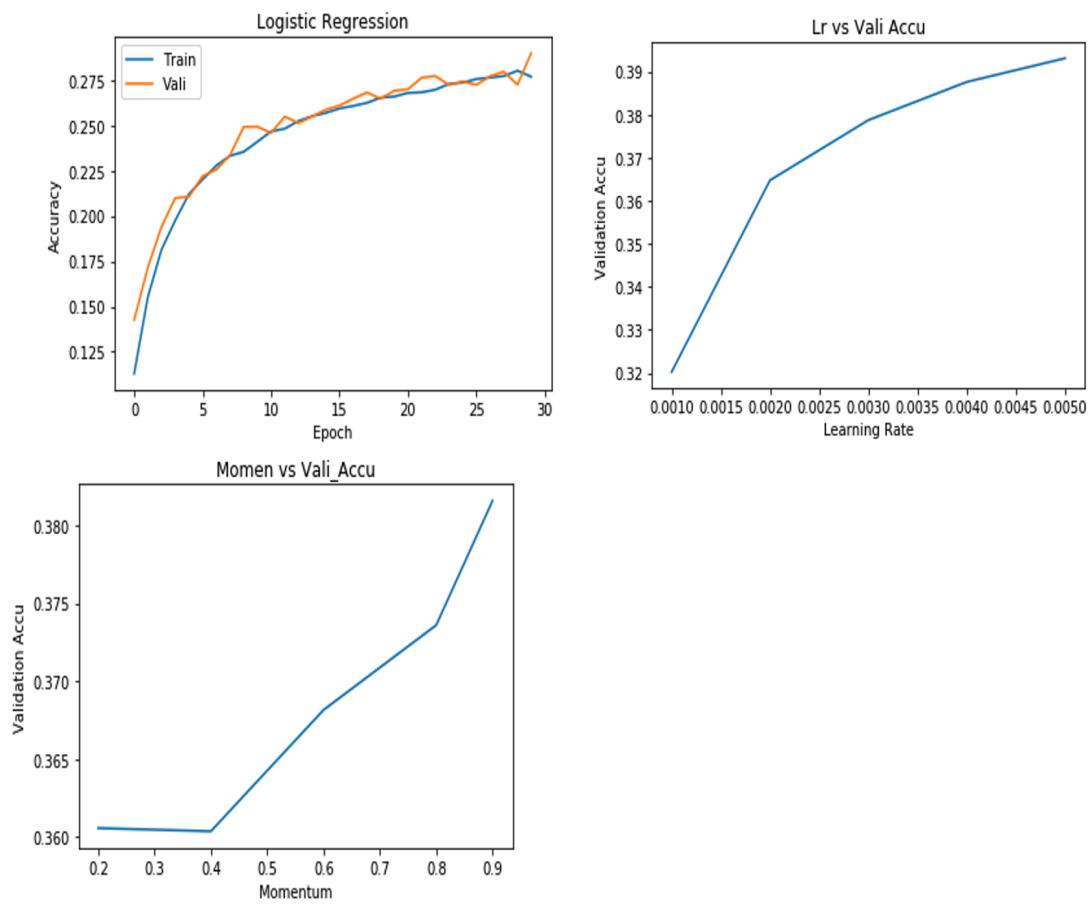 Logistic Regression
Train
Vali
0.275
0.250
0.225
0.200
0.175
0.150
0.125
Accuracy
0 5 10 15 20 25 30
Epoch
Lr vs Vali Accu
0.39
0.38
0.37
0.36
0.35
0.34
0.33
0.32
Validation Accu
0.0010 0.0015 0.0020 0.0025 0.0030 0.0035 0.0040 0.0045 0.0050
Learning Rate
Momen vs Vali_Accu
0.380
0.375
0.370
0.365
0.360
Validation Accu
0.2 0.3 0.4 0.5 0.6 0.7 0.8 0.9
Momentum